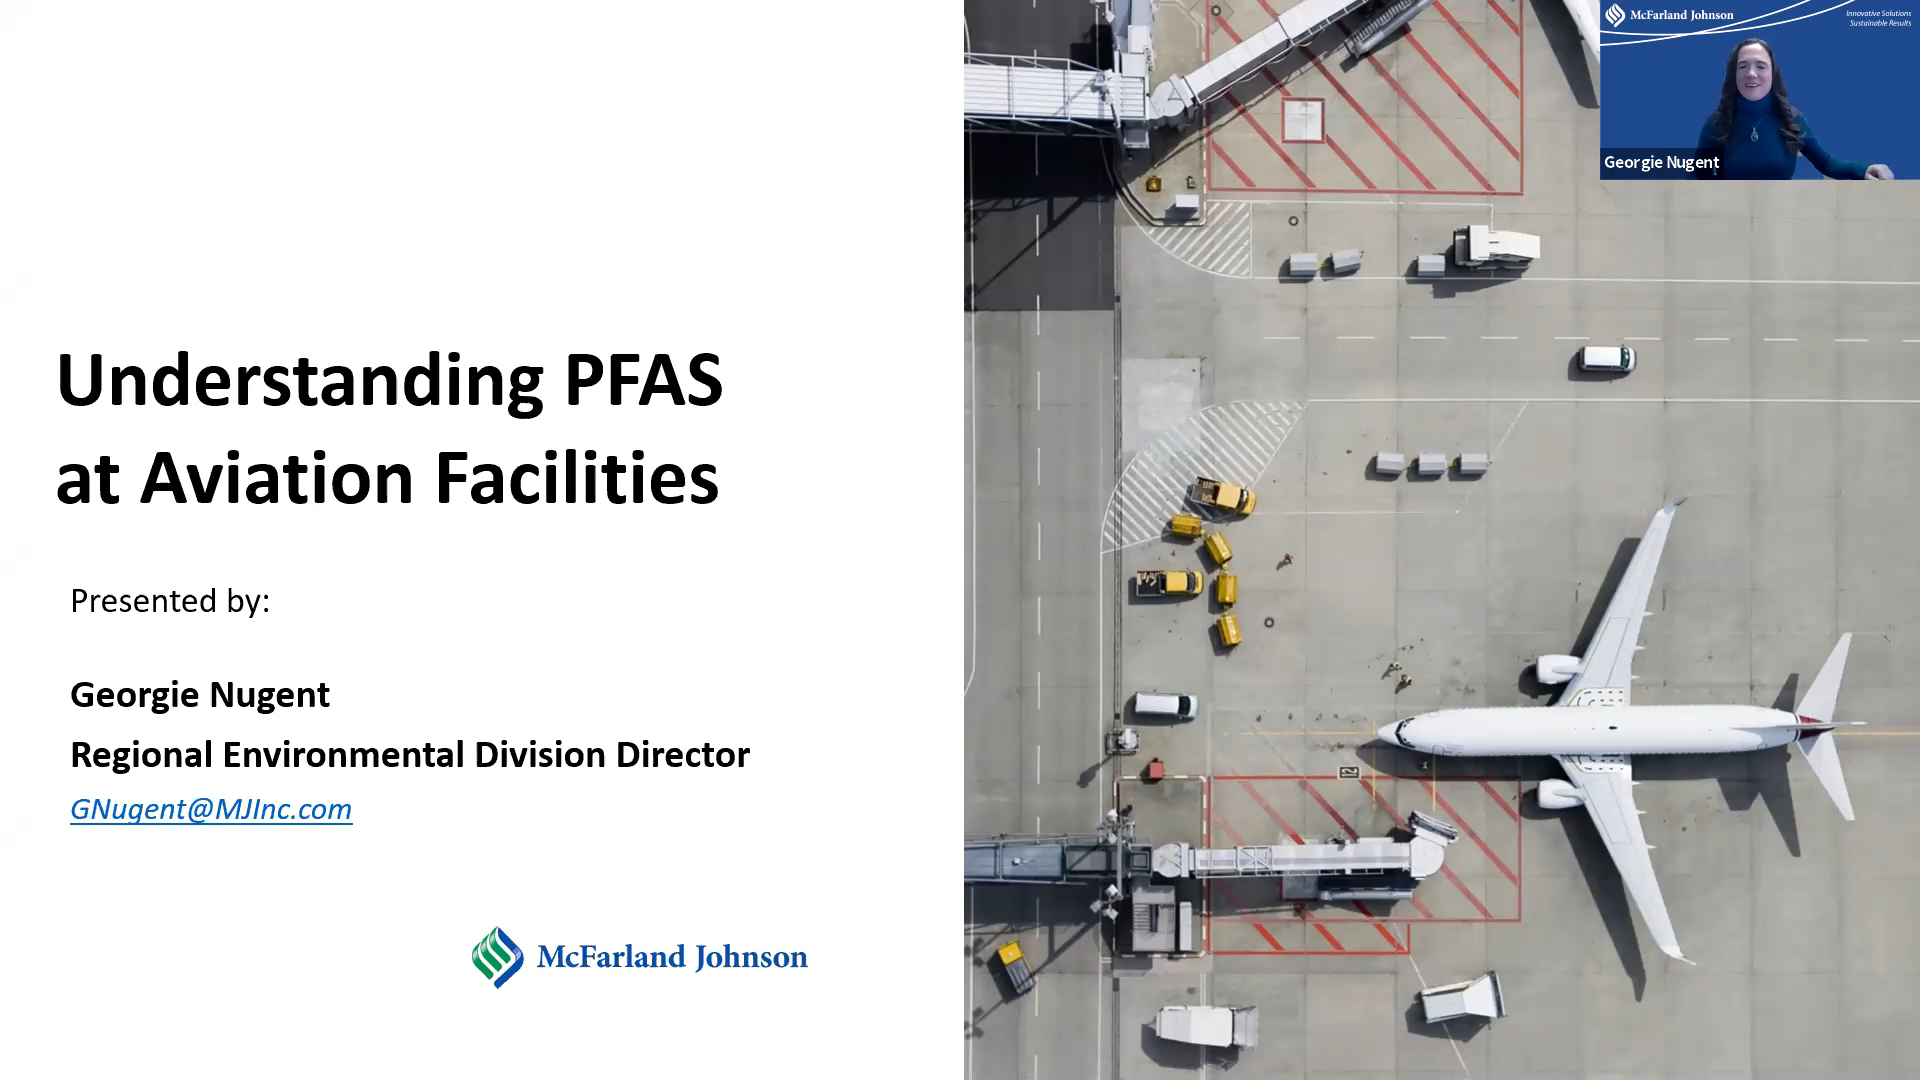 Understanding PFAS
at Aviation Facilities
Presented by:
Georgie Nugent
Regional Environmental Division Director
GNugent@MJInc.com
McFarland Johnson
McFarland Johnson
Innovative Solutions
Sustainable Results
Georgie Nugent